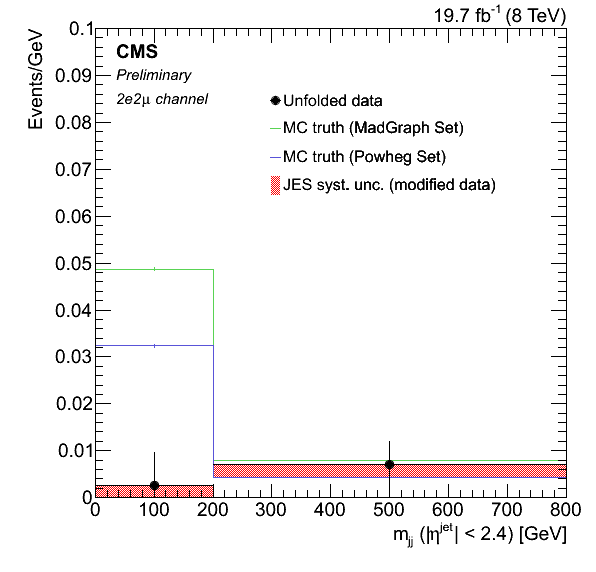 19.7 fb⁻¹ (8 TeV)
Events/GeV
CMS
Preliminary
2e2μ channel
Unfolded data
MC truth (MadGraph Set)
MC truth (Powheg Set)
JES syst. unc. (modified data)
0.1
0.09
0.08
0.07
0.06
0.05
0.04
0.03
0.02
0.01
0
0 100 200 300 400 500 600 700 800
m_jj (|η^jet| < 2.4) [GeV]